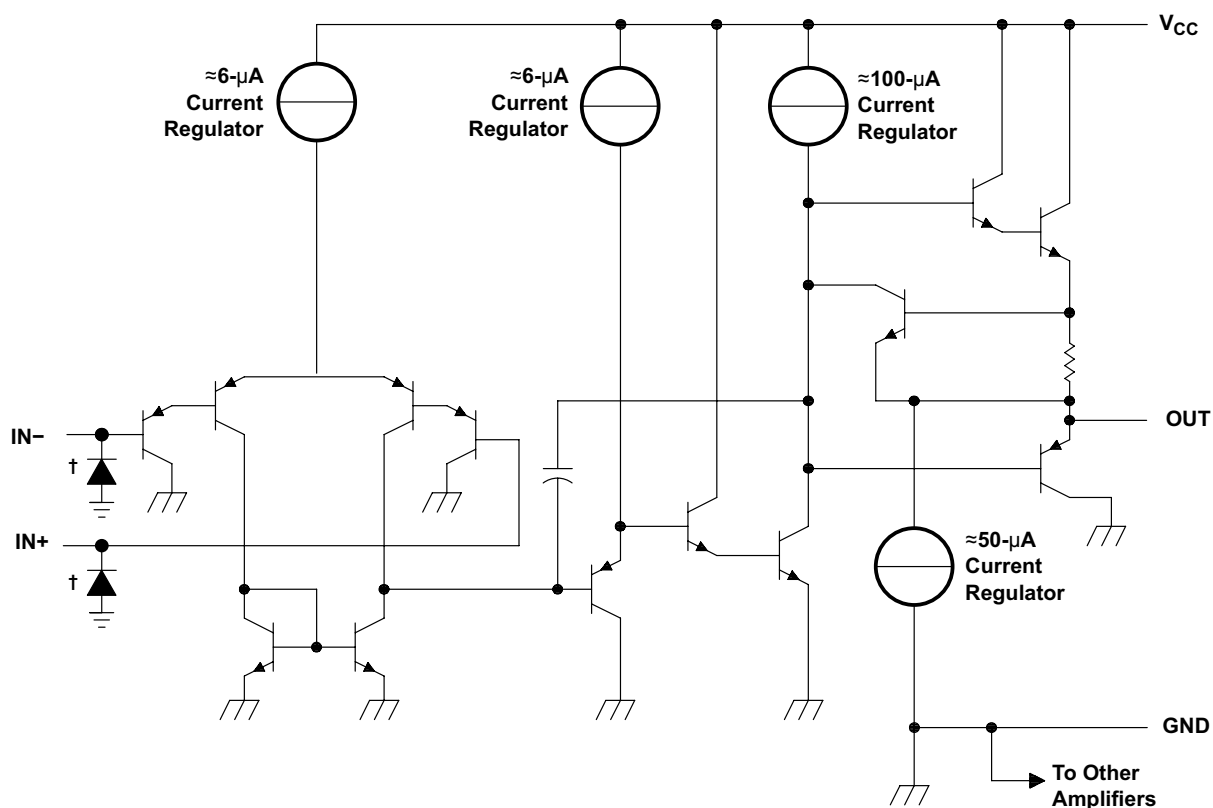 V_CC
≈6-µA
Current
Regulator
≈6-µA
Current
Regulator
≈100-µA
Current
Regulator
IN−
†
IN+
†
OUT
≈50-µA
Current
Regulator
GND
To Other
Amplifiers